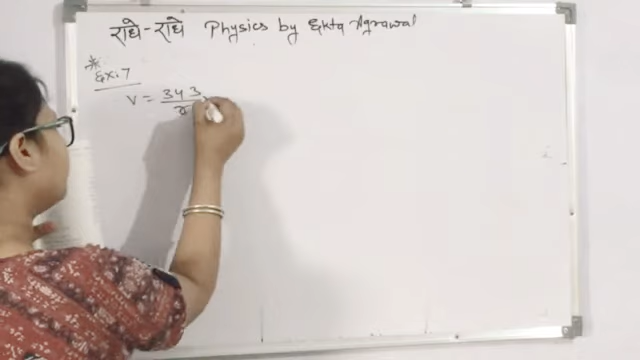 राधे-राधे Physics by Ekta Agrawal
* Ex. 7
V = 343
r